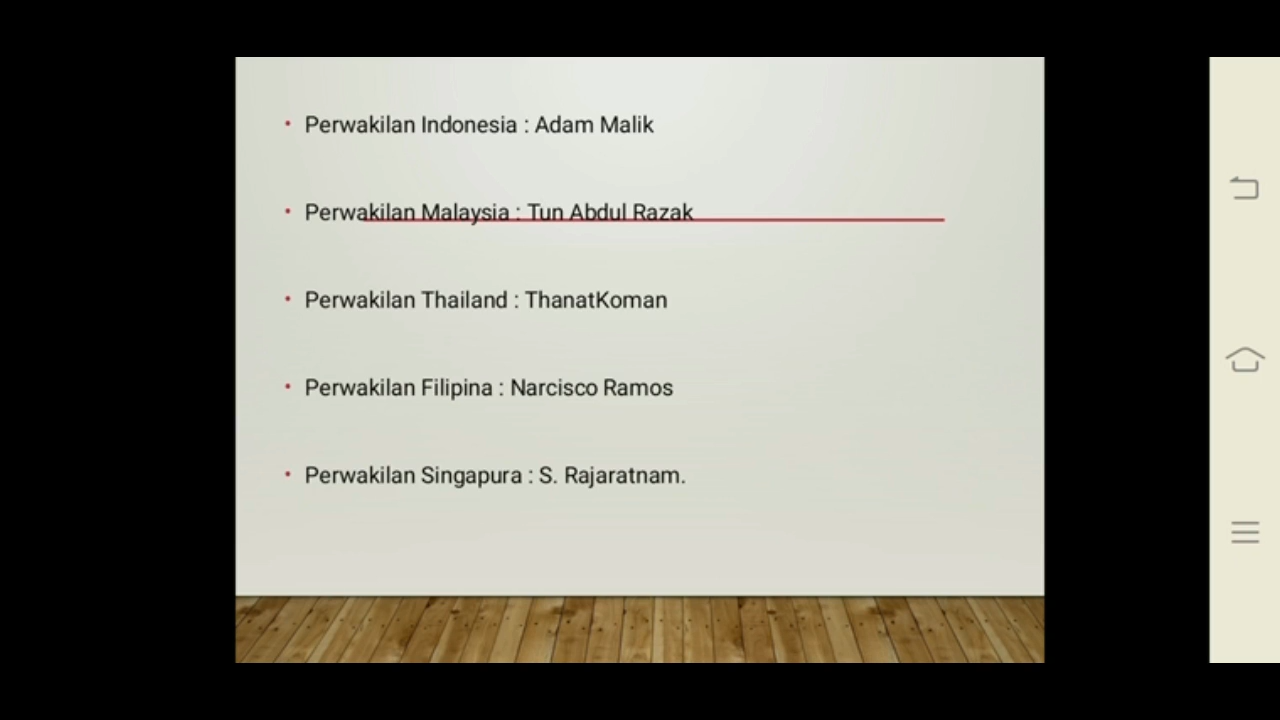 Perwakilan Indonesia : Adam Malik
Perwakilan Malaysia : Tun Abdul Razak
Perwakilan Thailand : ThanatKoman
Perwakilan Filipina : Narcisco Ramos
Perwakilan Singapura : S. Rajaratnam.